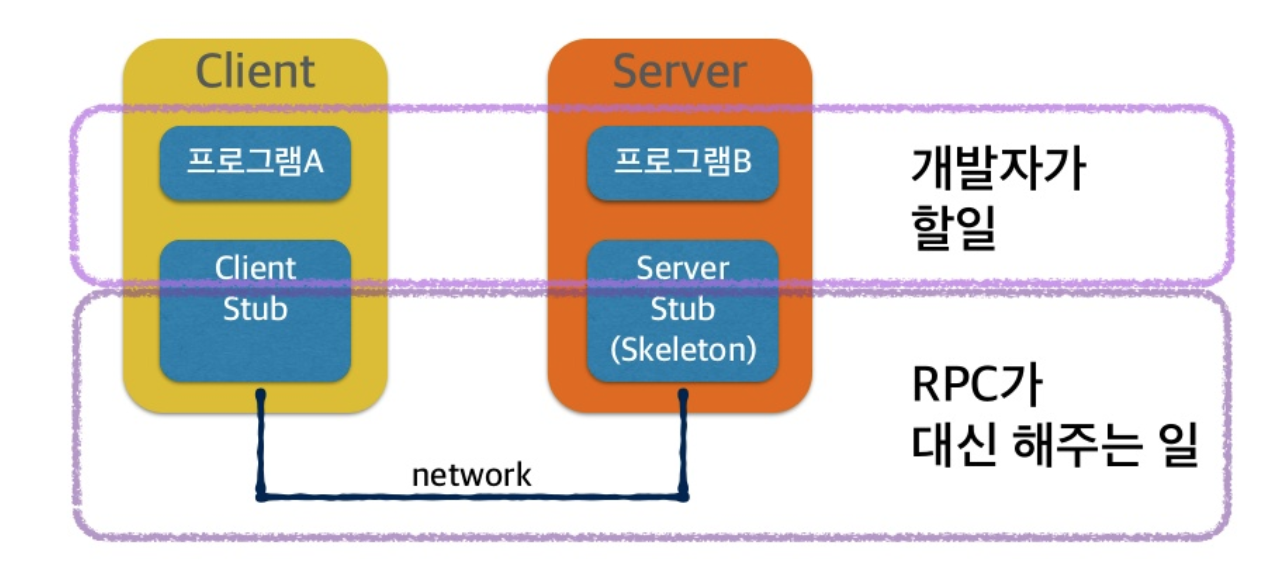 Client
Server
프로그램A
프로그램B
개발자가
할일
Client
Stub
Server
Stub
(Skeleton)
RPC가
대신 해주는 일
network